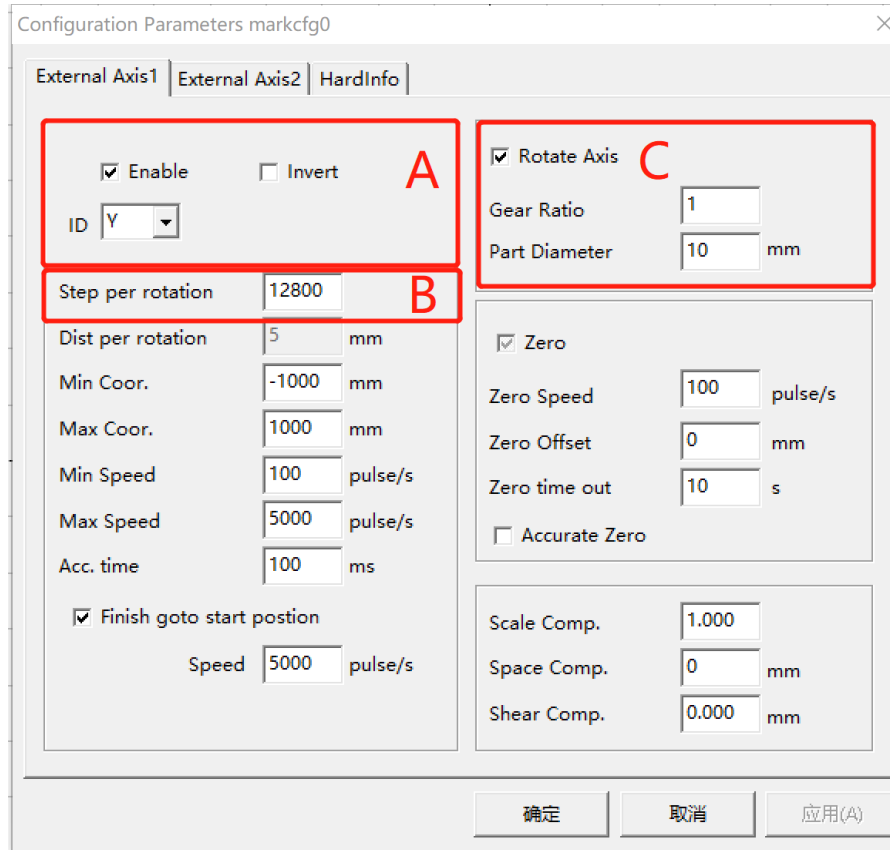 Configuration Parameters markcfg0
External Axis1 External Axis2 HardInfo
Enable Invert A
ID Y
Step per rotation 12800 B
Dist per rotation 5 mm
Min Coor. -1000 mm
Max Coor. 1000 mm
Min Speed 100 pulse/s
Max Speed 5000 pulse/s
Acc. time 100 ms
Finish goto start postion
Speed 5000 pulse/s
Rotate Axis C
Gear Ratio 1
Part Diameter 10 mm
Zero
Zero Speed 100 pulse/s
Zero Offset 0 mm
Zero time out 10 s
Accurate Zero
Scale Comp. 1.000
Space Comp. 0 mm
Shear Comp. 0.000 mm
确定 取消 应用(A)